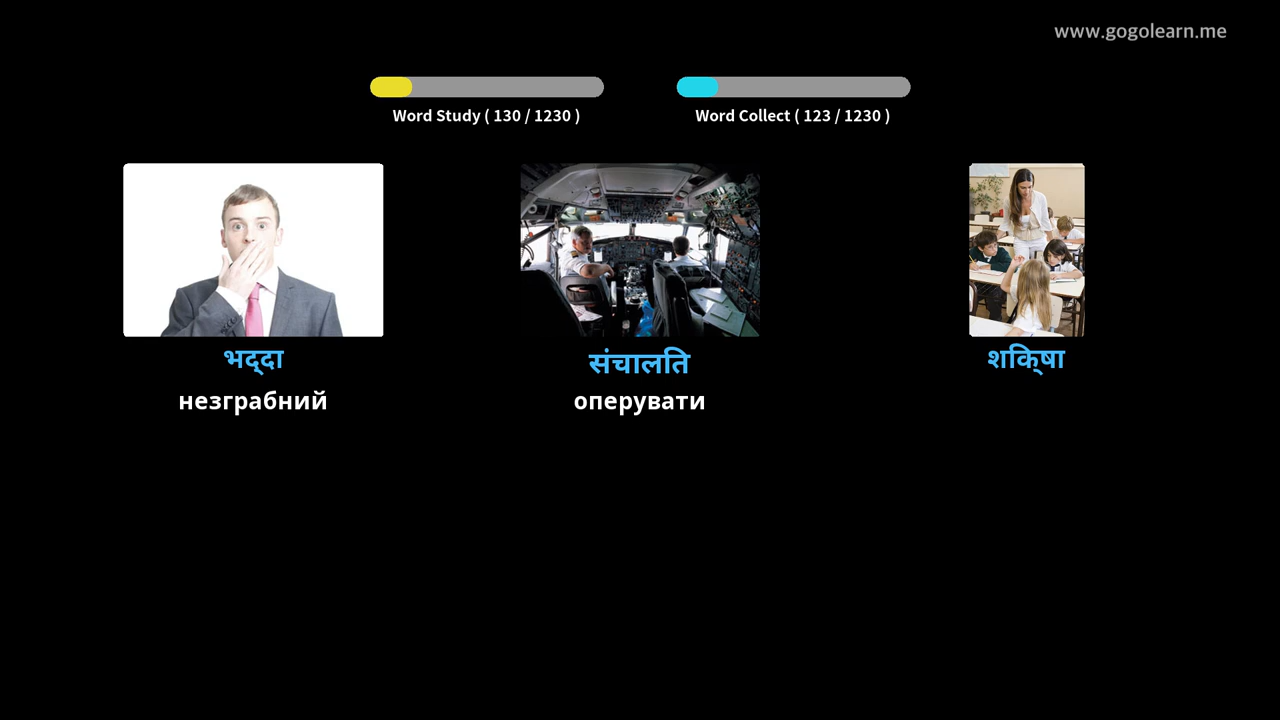 www.gogolearn.me
Word Study ( 130 / 1230 )
Word Collect ( 123 / 1230 )
भद्दा
संचालति
शक्षिा
незграбний
оперувати